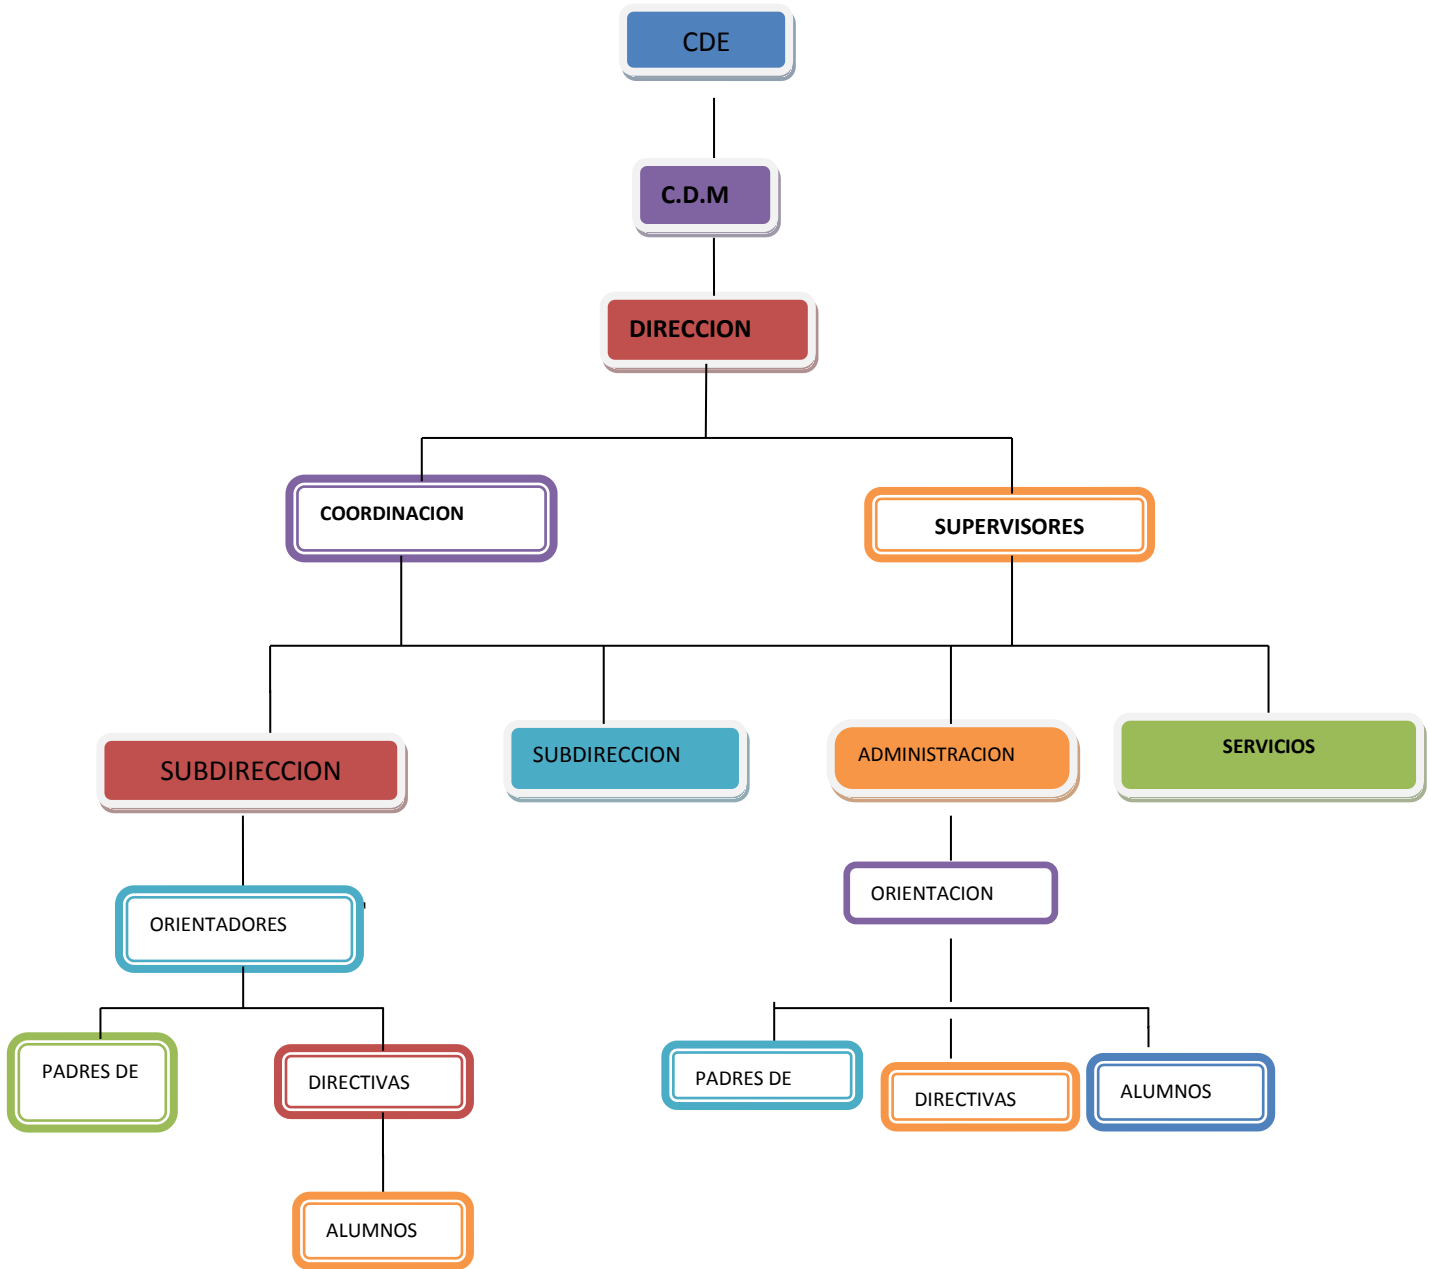 CDE
C.D.M
DIRECCION
COORDINACION
SUPERVISORES
SUBDIRECCION
SUBDIRECCION
ADMINISTRACION
SERVICIOS
ORIENTADORES
ORIENTACION
PADRES DE
DIRECTIVAS
PADRES DE
DIRECTIVAS
ALUMNOS
ALUMNOS